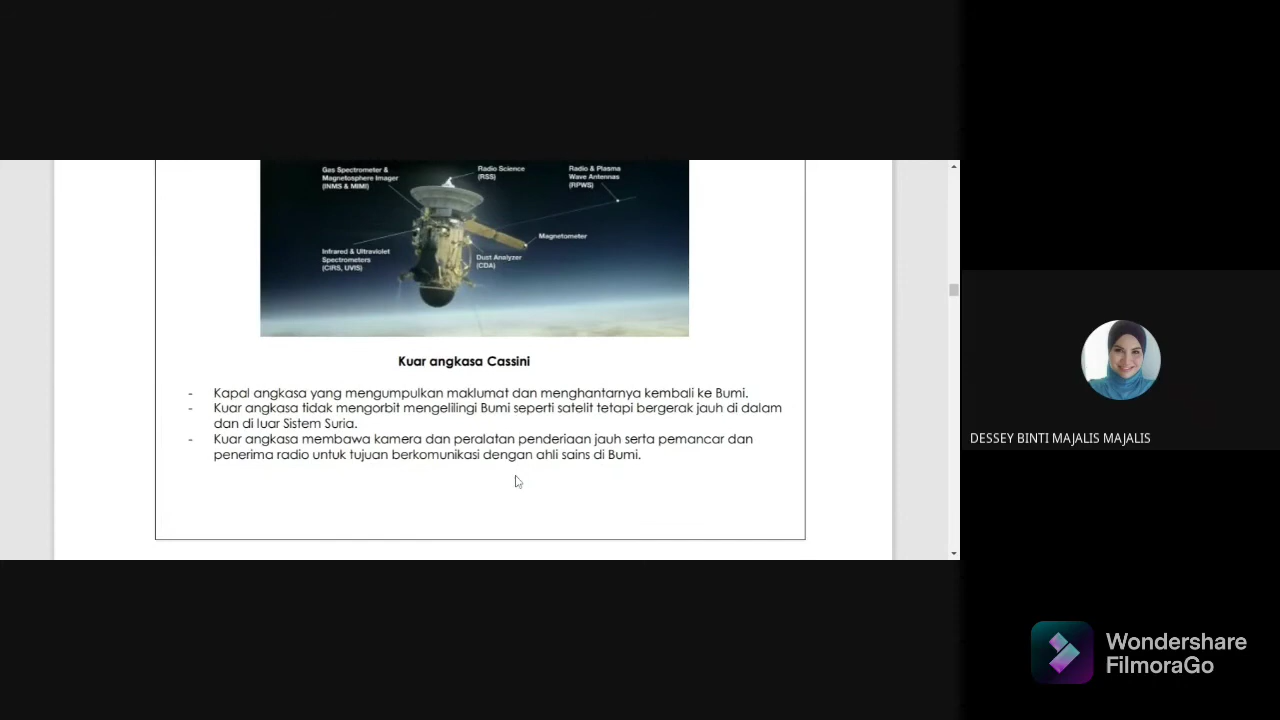 Gas Spectrometer &
Magnetosphere Imager
(INMS & MIMI)
Radio Science
(RSS)
Radio & Plasma
Wave Antennas
(RPWS)
Magnetometer
Infrared & Ultraviolet
Spectrometers
(CIRS, UVIS)
Dust Analyzer
(CDA)
Kuar angkasa Cassini
- Kapal angkasa yang mengumpulkan maklumat dan menghantarnya kembali ke Bumi.
- Kuar angkasa tidak mengorbit mengelilingi Bumi seperti satelit tetapi bergerak jauh di dalam
dan di luar Sistem Suria.
- Kuar angkasa membawa kamera dan peralatan penderiaan jauh serta pemancar dan
penerima radio untuk tujuan berkomunikasi dengan ahli sains di Bumi.
DESSEY BINTI MAJALIS MAJALIS
Wondershare
FilmoraGo